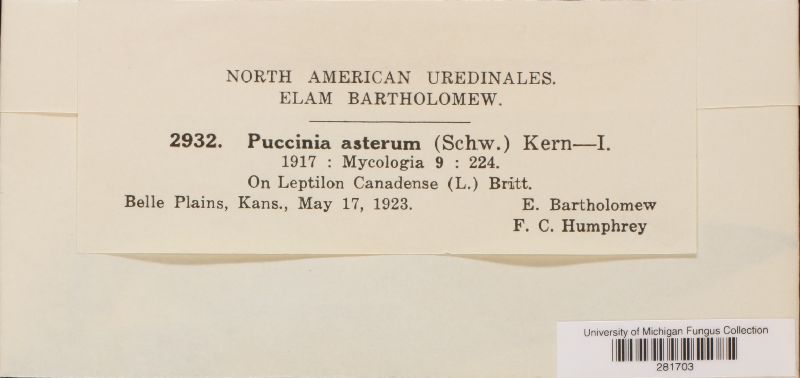 NORTH AMERICAN UREDINALES.
ELAM BARTHOLOMEW.
2932. Puccinia asterum (Schw.) Kern—I.
1917 : Mycologia 9 : 224.
On Leptilon Canadense (L.) Britt.
Belle Plains, Kans., May 17, 1923. E. Bartholomew
F. C. Humphrey
University of Michigan Fungus Collection
281703